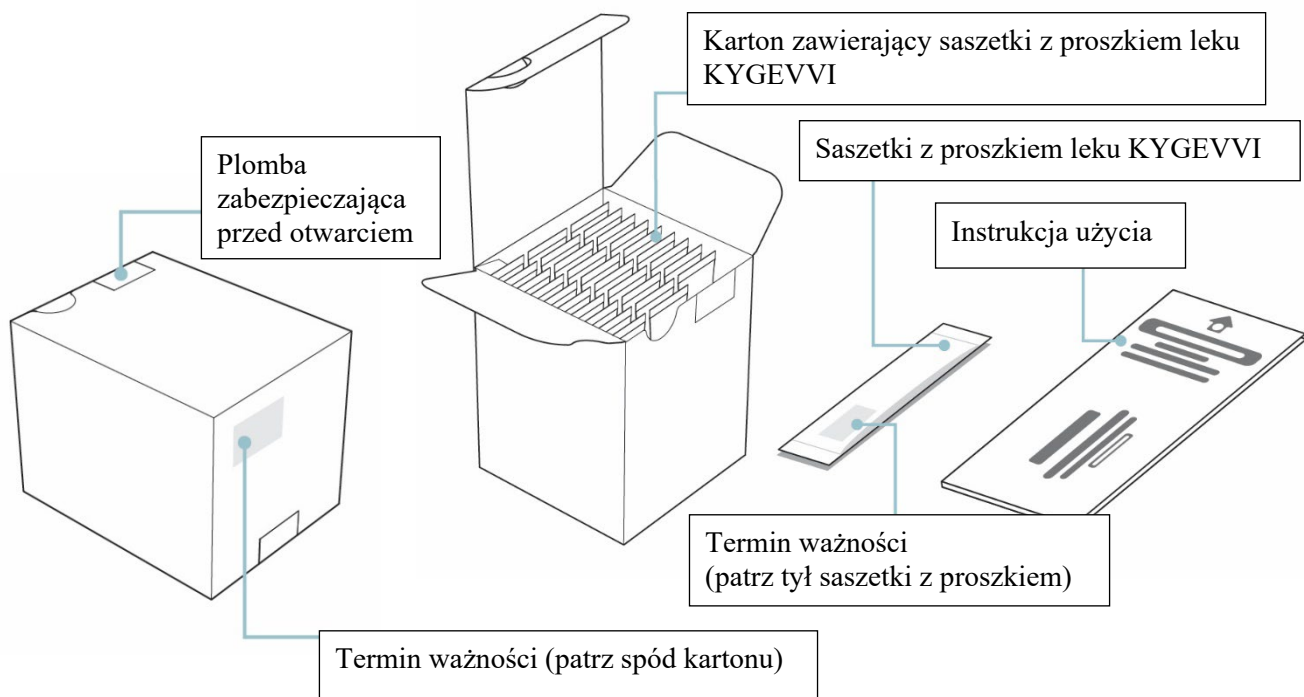 Karton zawierający saszetki z proszkiem leku
KYGEVVI
Plomba
zabezpieczająca
przed otwarciem
Saszetki z proszkiem leku KYGEVVI
Instrukcja użycia
Termin ważności
(patrz tył saszetki z proszkiem)
Termin ważności (patrz spód kartonu)